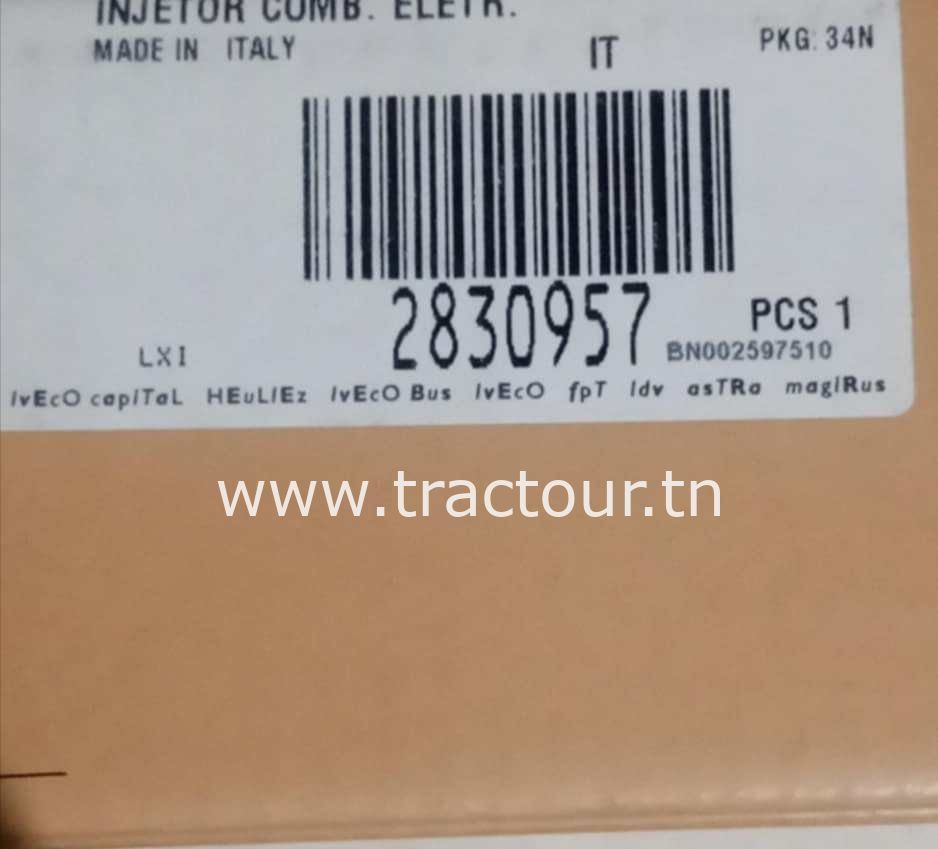 INJETOR COMB. ELETR.
MADE IN ITALY
IT
PKG: 34N
2830957
PCS 1
LXI
BN002597510
IvEcO capITaL HEuLIEz IvEcO Bus IvEcO fpT Idv asTRa magIRus
www.tractour.tn